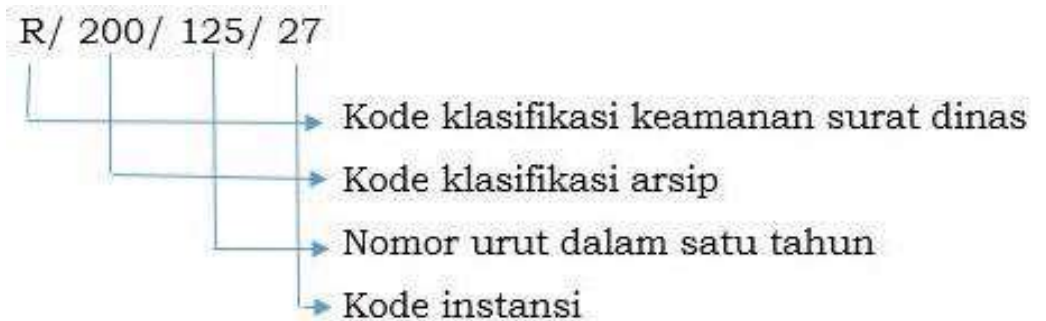 R/ 200/ 125/ 27
Kode klasifikasi keamanan surat dinas
Kode klasifikasi arsip
Nomor urut dalam satu tahun
Kode instansi